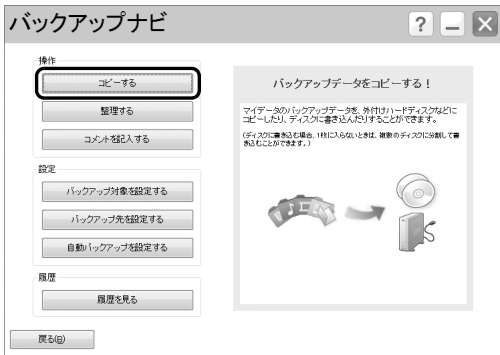 バックアップナビ
? － ×
操作
コピーする
整理する
コメントを記入する
設定
バックアップ対象を設定する
バックアップ先を設定する
自動バックアップを設定する
履歴
履歴を見る
戻る(B)
バックアップデータをコピーする！
マイデータのバックアップデータを、外付けハードディスクなどに
コピーしたり、ディスクに書き込んだりすることができます。
(ディスクに書き込む場合、1枚に入らないときは、複数のディスクに分割して書
き込むことができます。)